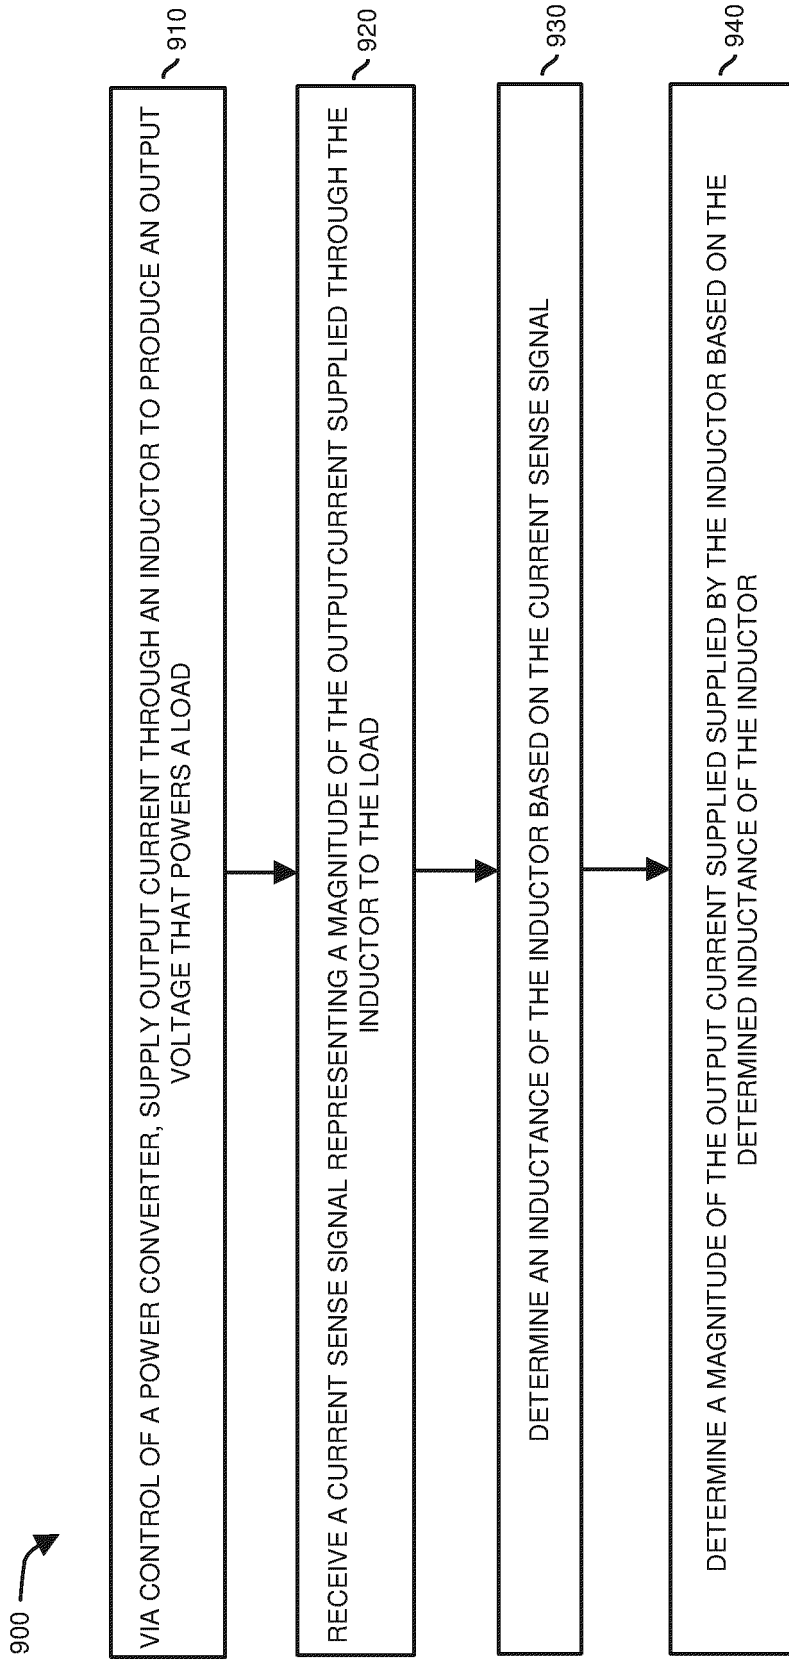 900
VIA CONTROL OF A POWER CONVERTER, SUPPLY OUTPUT CURRENT THROUGH AN INDUCTOR TO PRODUCE AN OUTPUT
VOLTAGE THAT POWERS A LOAD
910
RECEIVE A CURRENT SENSE SIGNAL REPRESENTING A MAGNITUDE OF THE OUTPUTCURRENT SUPPLIED THROUGH THE
INDUCTOR TO THE LOAD
920
DETERMINE AN INDUCTANCE OF THE INDUCTOR BASED ON THE CURRENT SENSE SIGNAL
930
DETERMINE A MAGNITUDE OF THE OUTPUT CURRENT SUPPLIED SUPPLIED BY THE INDUCTOR BASED ON THE
DETERMINED INDUCTANCE OF THE INDUCTOR
940